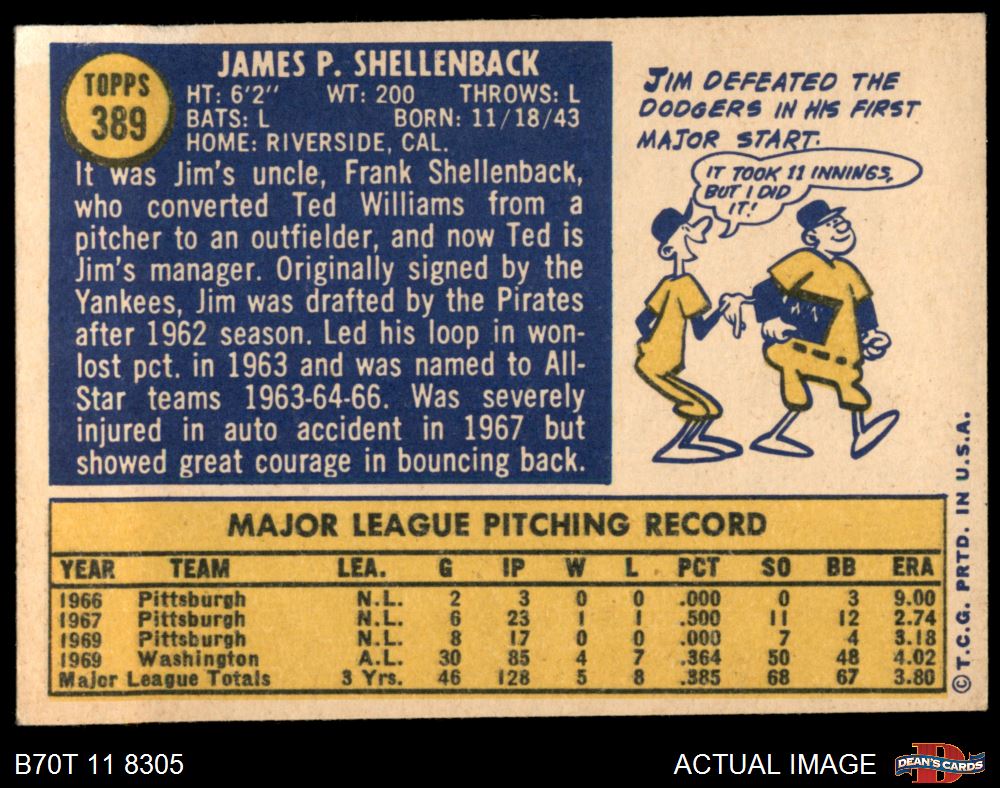 TOPPS
389
JAMES P. SHELLENBACK
HT: 6'2" WT: 200 THROWS: L
BATS: L BORN: 11/18/43
HOME: RIVERSIDE, CAL.
It was Jim's uncle, Frank Shellenback,
who converted Ted Williams from a
pitcher to an outfielder, and now Ted is
Jim's manager. Originally signed by the
Yankees, Jim was drafted by the Pirates
after 1962 season. Led his loop in won-
lost pct. in 1963 and was named to All-
Star teams 1963-64-66. Was severely
injured in auto accident in 1967 but
showed great courage in bouncing back.
JIM DEFEATED THE
DODGERS IN HIS FIRST
MAJOR START.
IT TOOK 11 INNINGS,
BUT I DID
IT!
MAJOR LEAGUE PITCHING RECORD
YEAR TEAM LEA. G IP W L PCT SO BB ERA
1966 Pittsburgh N.L. 2 3 0 0 .000 0 3 9.00
1967 Pittsburgh N.L. 6 23 1 1 .500 11 12 2.74
1969 Pittsburgh N.L. 8 17 0 0 .000 7 4 3.18
1969 Washington A.L. 30 85 4 7 .364 50 48 4.02
Major League Totals 3 Yrs. 46 128 5 8 .385 68 67 3.80
© T.C.G. PRTD. IN U.S.A.
B70T 11 8305
ACTUAL IMAGE
DEAN'S CARDS